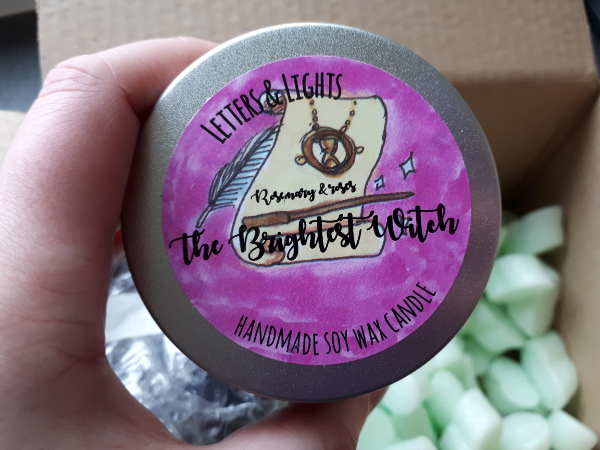 Letters & Lights
Rosemary & roses
The Brightest Witch
Handmade Soy Wax Candle